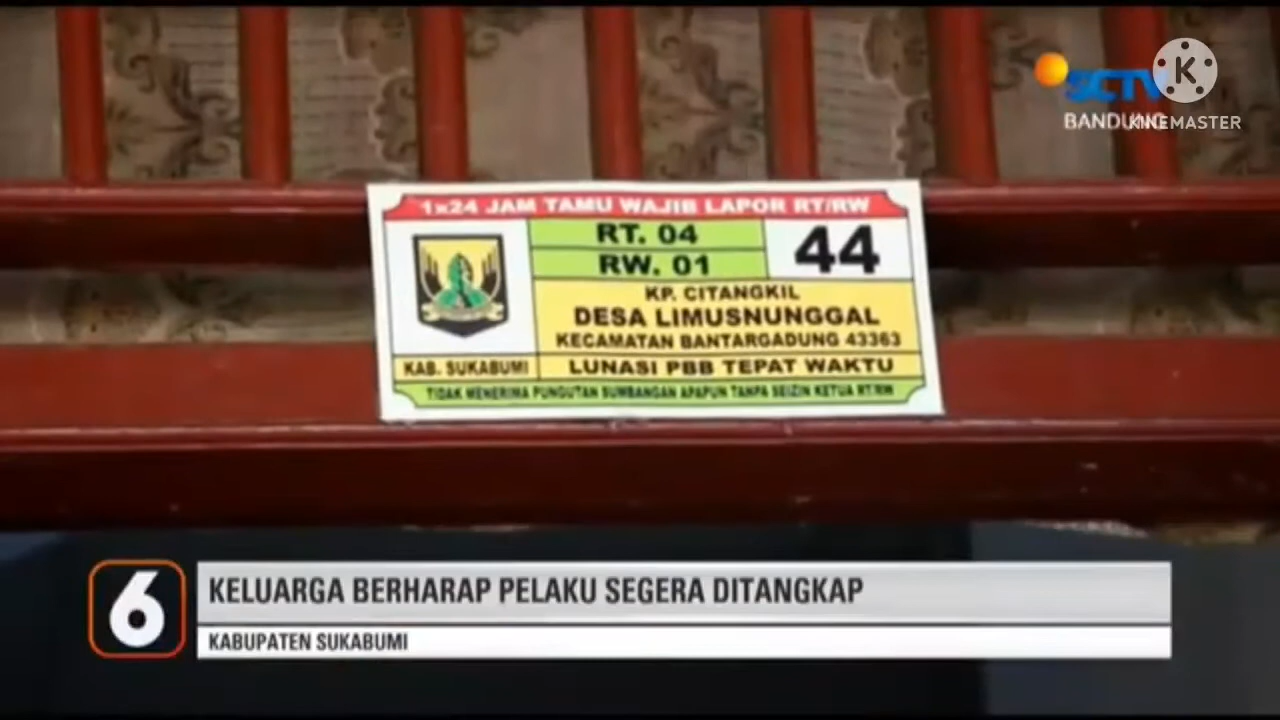 SCTV
BANDUNG
K
KINEMASTER
1x24 JAM TAMU WAJIB LAPOR RT/RW
RT. 04
RW. 01
44
KP. CITANGKIL
DESA LIMUSNUNGGAL
KECAMATAN BANTARGADUNG 43363
KAB. SUKABUMI
LUNASI PBB TEPAT WAKTU
TIDAK MENERIMA PUNGUTAN SUMBANGAN APAPUN TANPA SEIZIN KETUA RT/RW
6
KELUARGA BERHARAP PELAKU SEGERA DITANGKAP
KABUPATEN SUKABUMI